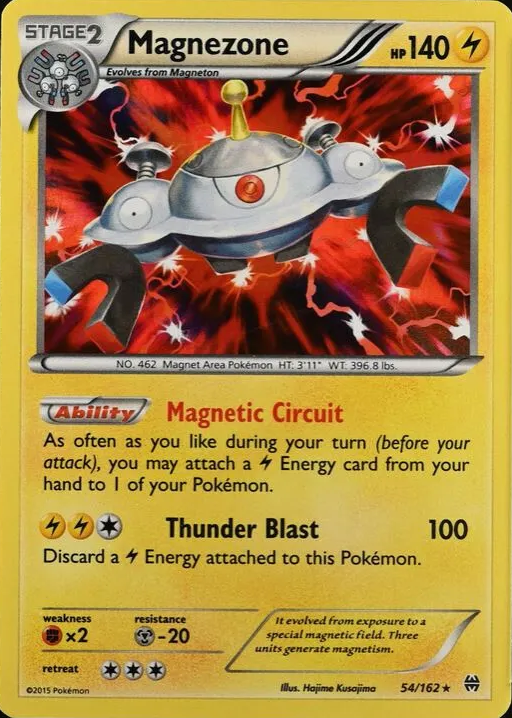 STAGE2
Magnezone
HP 140
Evolves from Magneton
NO. 462 Magnet Area Pokémon HT: 3'11" WT: 396.8 lbs.
Ability Magnetic Circuit
As often as you like during your turn (before your
attack), you may attach a Energy card from your
hand to 1 of your Pokémon.
Thunder Blast 100
Discard a Energy attached to this Pokémon.
weakness resistance
×2 -20
It evolved from exposure to a
special magnetic field. Three
units generate magnetism.
retreat
©2015 Pokémon
Illus. Hajime Kusajima
54/162★